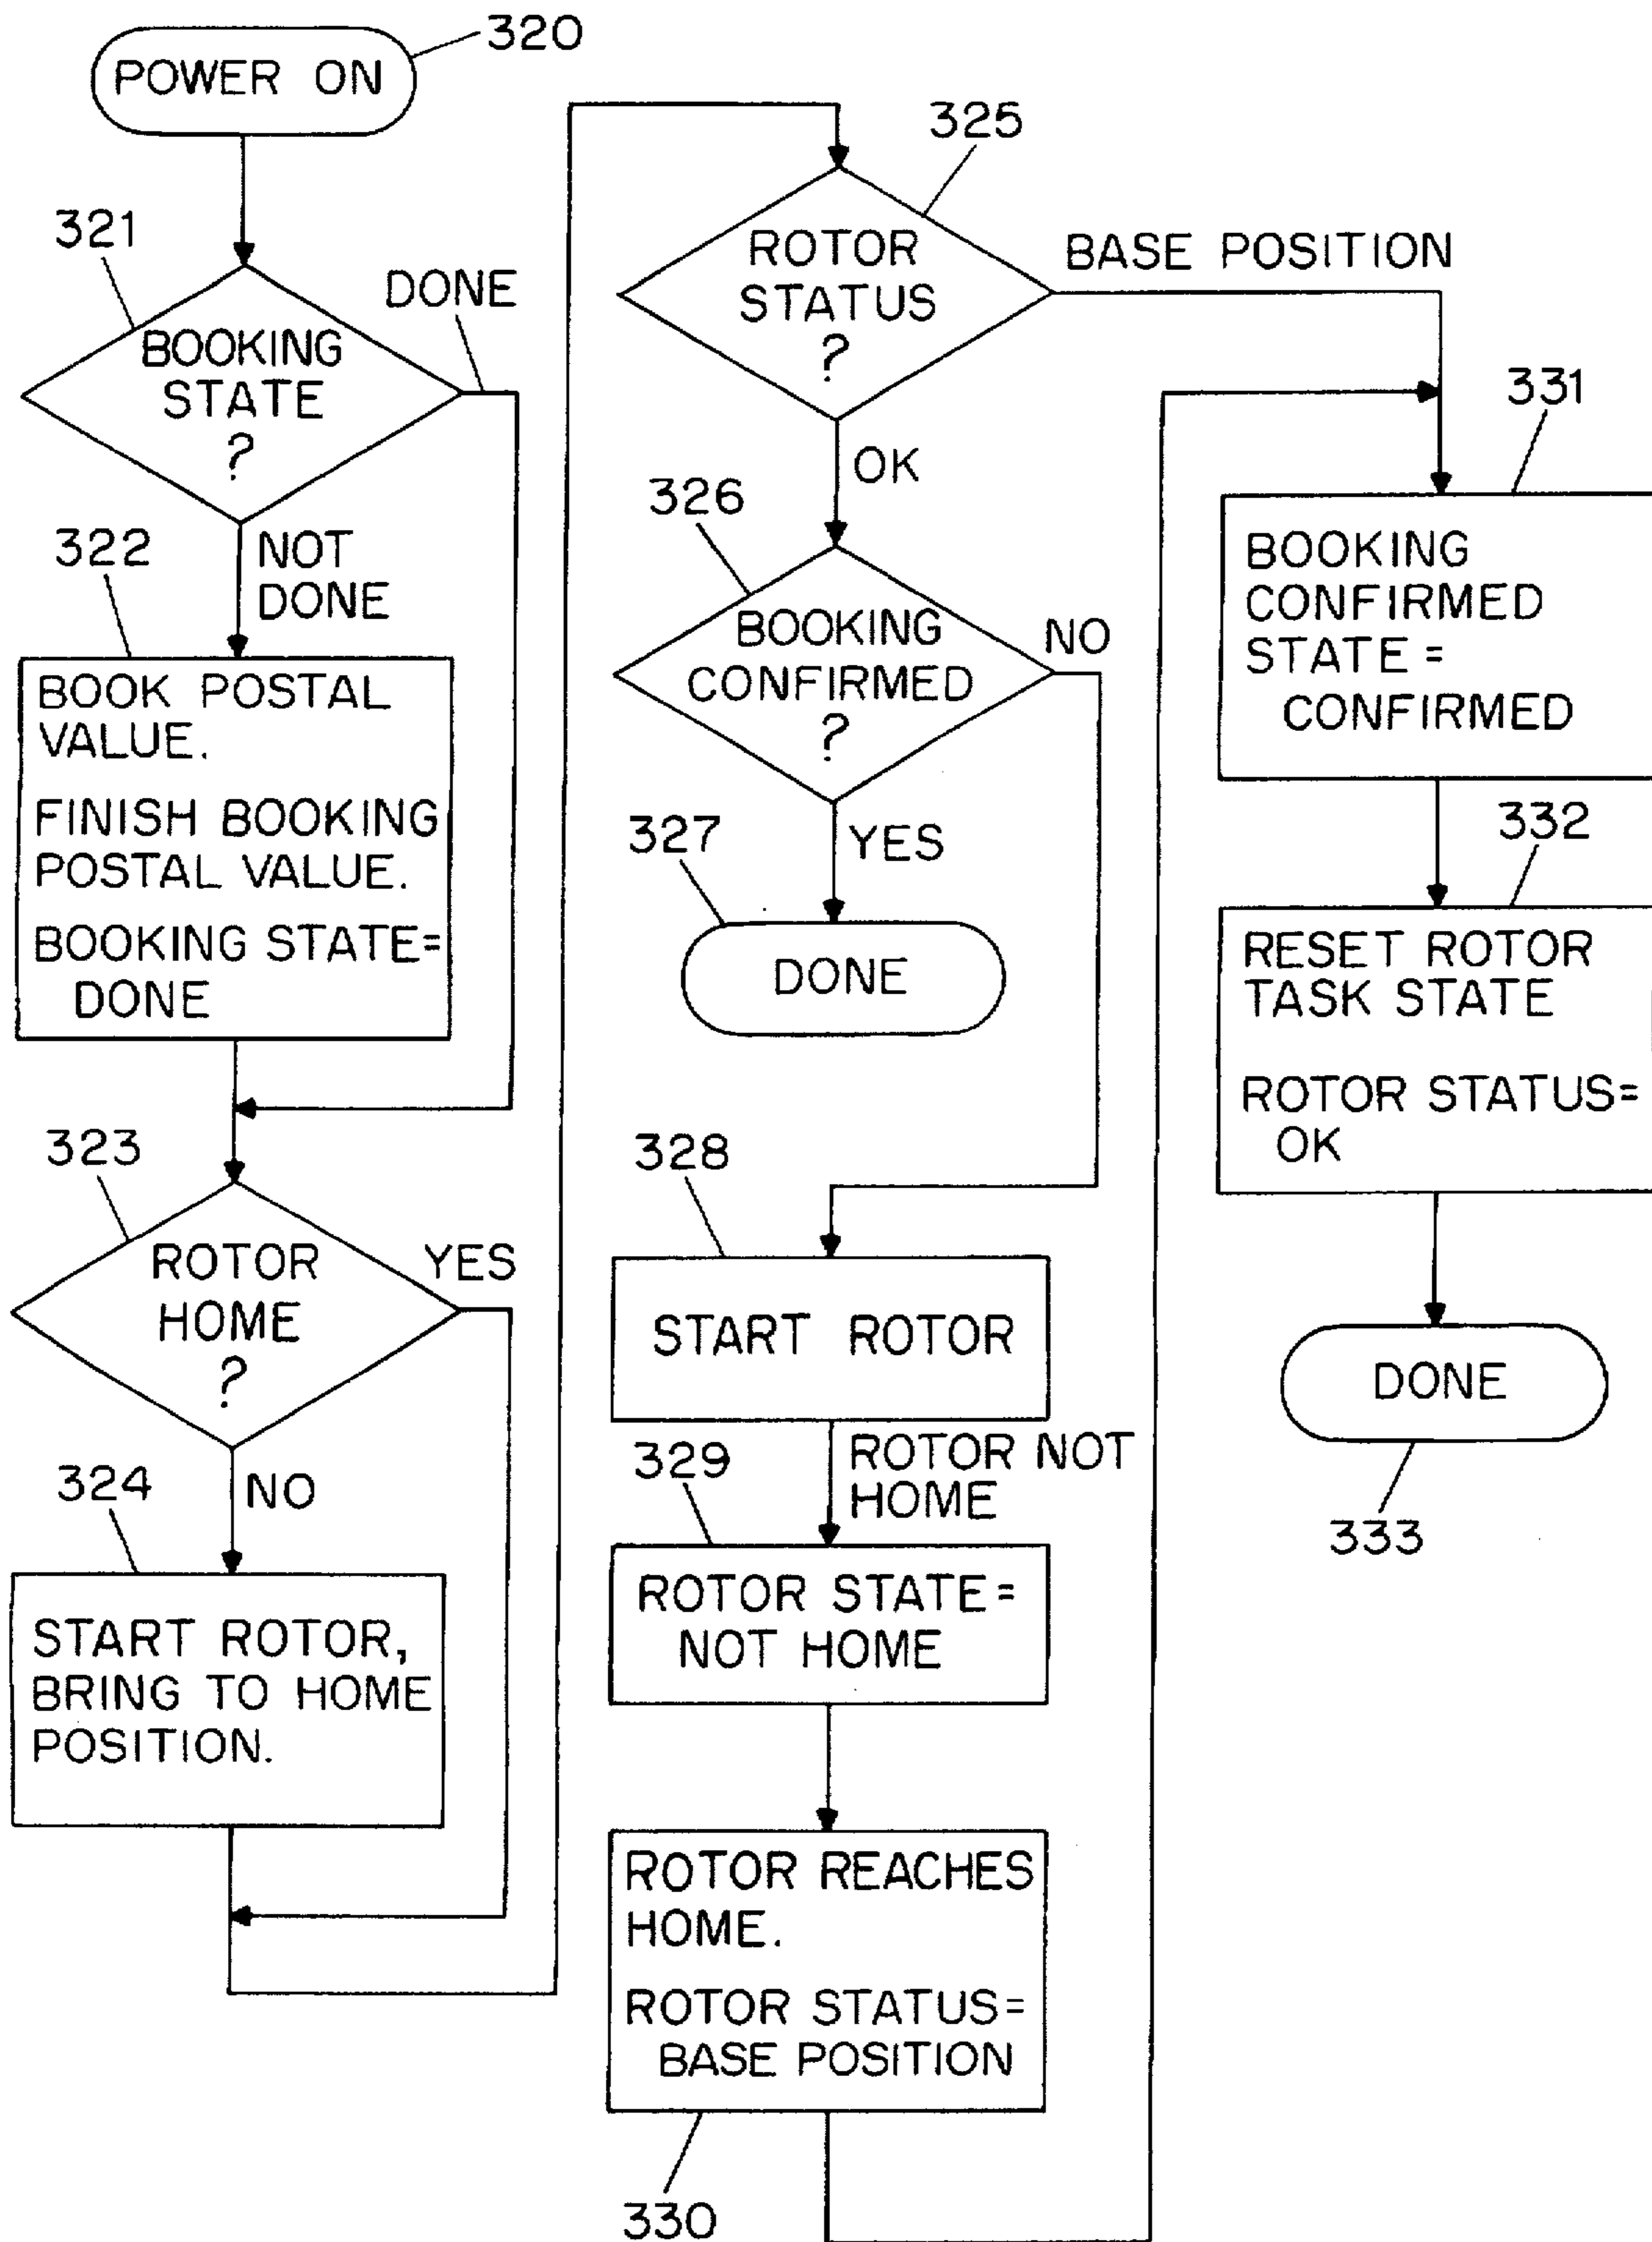 320
POWER ON
321
DONE
BOOKING
STATE
?
322
NOT
DONE
BOOK POSTAL
VALUE.
FINISH BOOKING
POSTAL VALUE.
BOOKING STATE=
DONE
323
ROTOR
HOME
?
YES
NO
324
START ROTOR,
BRING TO HOME
POSITION.
325
ROTOR
STATUS
?
BASE POSITION
OK
326
BOOKING
CONFIRMED
?
NO
YES
327
DONE
328
START ROTOR
ROTOR NOT
HOME
329
ROTOR STATE=
NOT HOME
ROTOR REACHES
HOME.
ROTOR STATUS=
BASE POSITION
330
331
BOOKING
CONFIRMED
STATE =
CONFIRMED
332
RESET ROTOR
TASK STATE
ROTOR STATUS=
OK
DONE
333